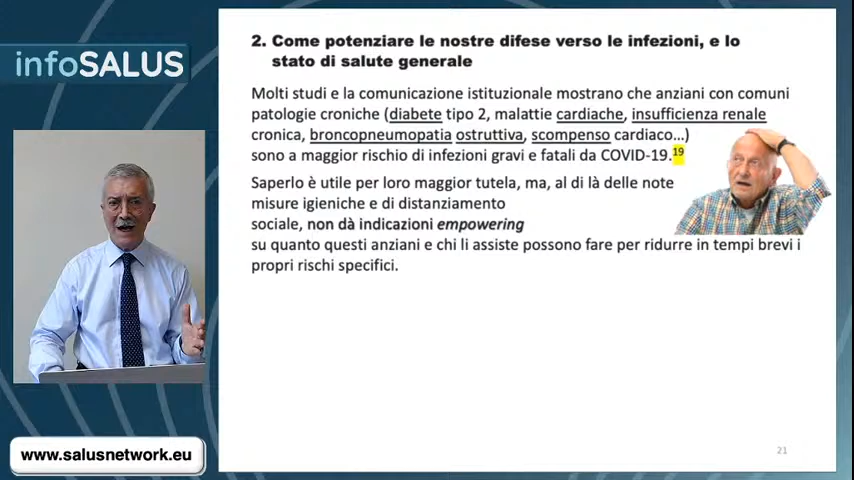 infoSALUS
2. Come potenziare le nostre difese verso le infezioni, e lo
stato di salute generale
Molti studi e la comunicazione istituzionale mostrano che anziani con comuni
patologie croniche (diabete tipo 2, malattie cardiache, insufficienza renale
cronica, broncopneumopatia ostruttiva, scompenso cardiaco...)
sono a maggior rischio di infezioni gravi e fatali da COVID-19.19
Saperlo è utile per loro maggior tutela, ma, al di là delle note
misure igieniche e di distanziamento
sociale, non dà indicazioni empowering
su quanto questi anziani e chi li assiste possono fare per ridurre in tempi brevi i
propri rischi specifici.
21
www.salusnetwork.eu